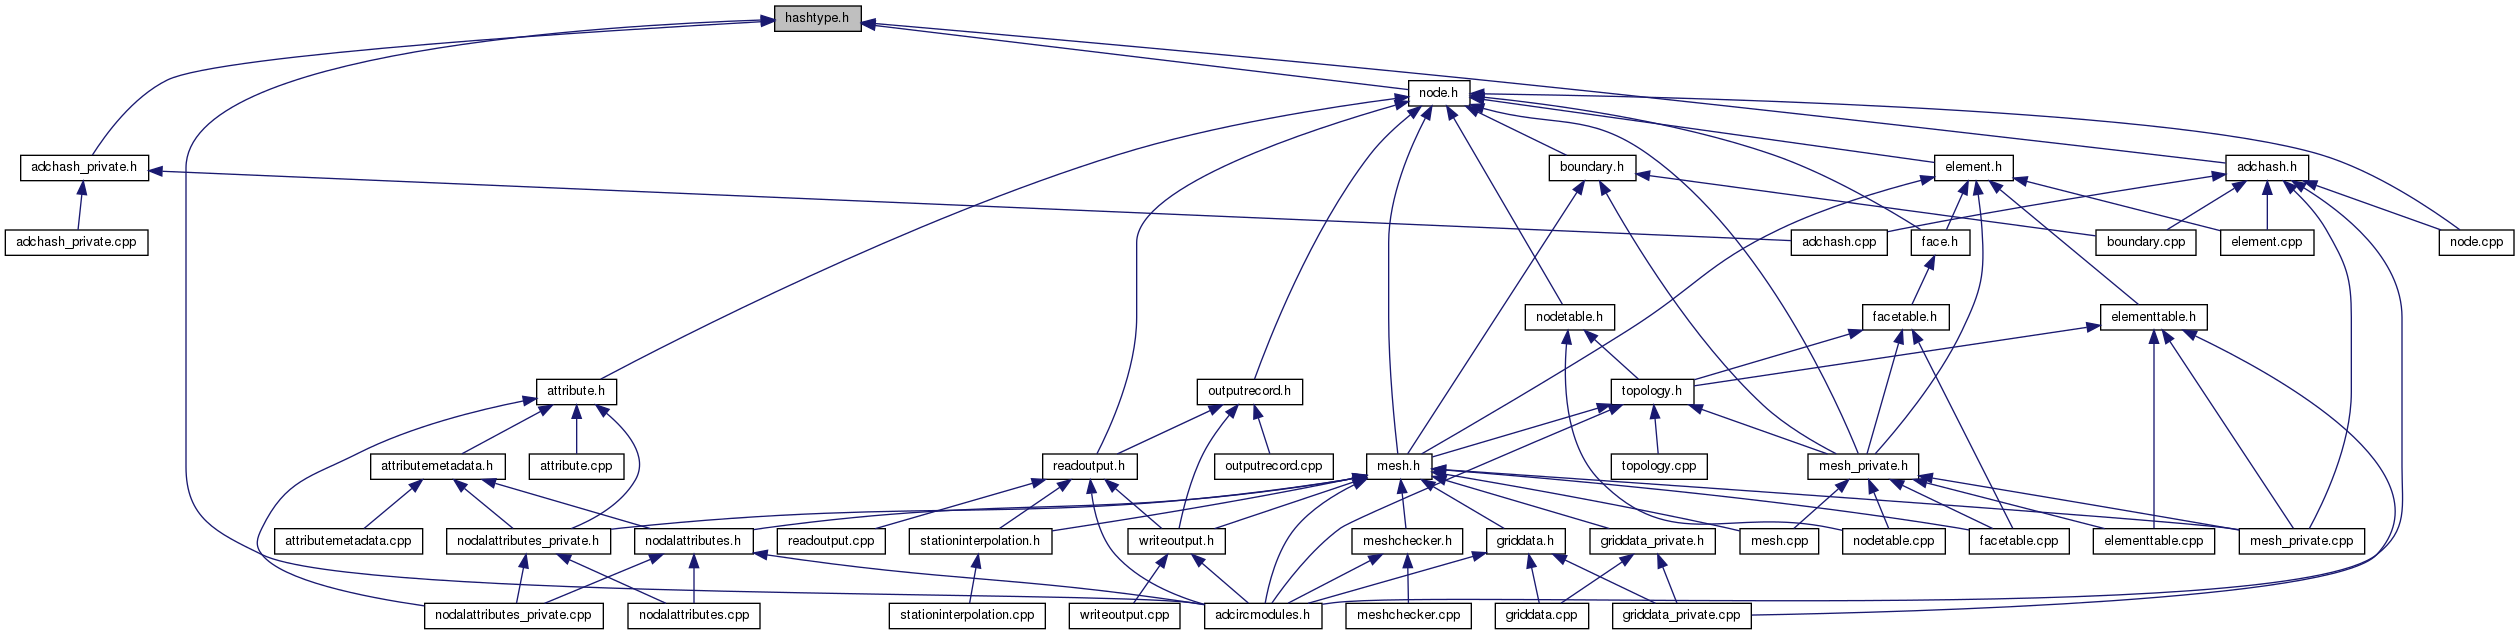 hashtype.h
node.h
adchash_private.h
boundary.h
element.h
adchash.h
adchash_private.cpp
adchash.cpp
face.h
boundary.cpp
element.cpp
node.cpp
nodetable.h
facetable.h
elementtable.h
attribute.h
outputrecord.h
topology.h
attributemetadata.h
attribute.cpp
readoutput.h
outputrecord.cpp
mesh.h
topology.cpp
mesh_private.h
attributemetadata.cpp
nodalattributes_private.h
nodalattributes.h
readoutput.cpp
stationinterpolation.h
writeoutput.h
meshchecker.h
griddata.h
griddata_private.h
mesh.cpp
nodetable.cpp
facetable.cpp
elementtable.cpp
mesh_private.cpp
nodalattributes_private.cpp
nodalattributes.cpp
stationinterpolation.cpp
writeoutput.cpp
adcircmodules.h
meshchecker.cpp
griddata.cpp
griddata_private.cpp